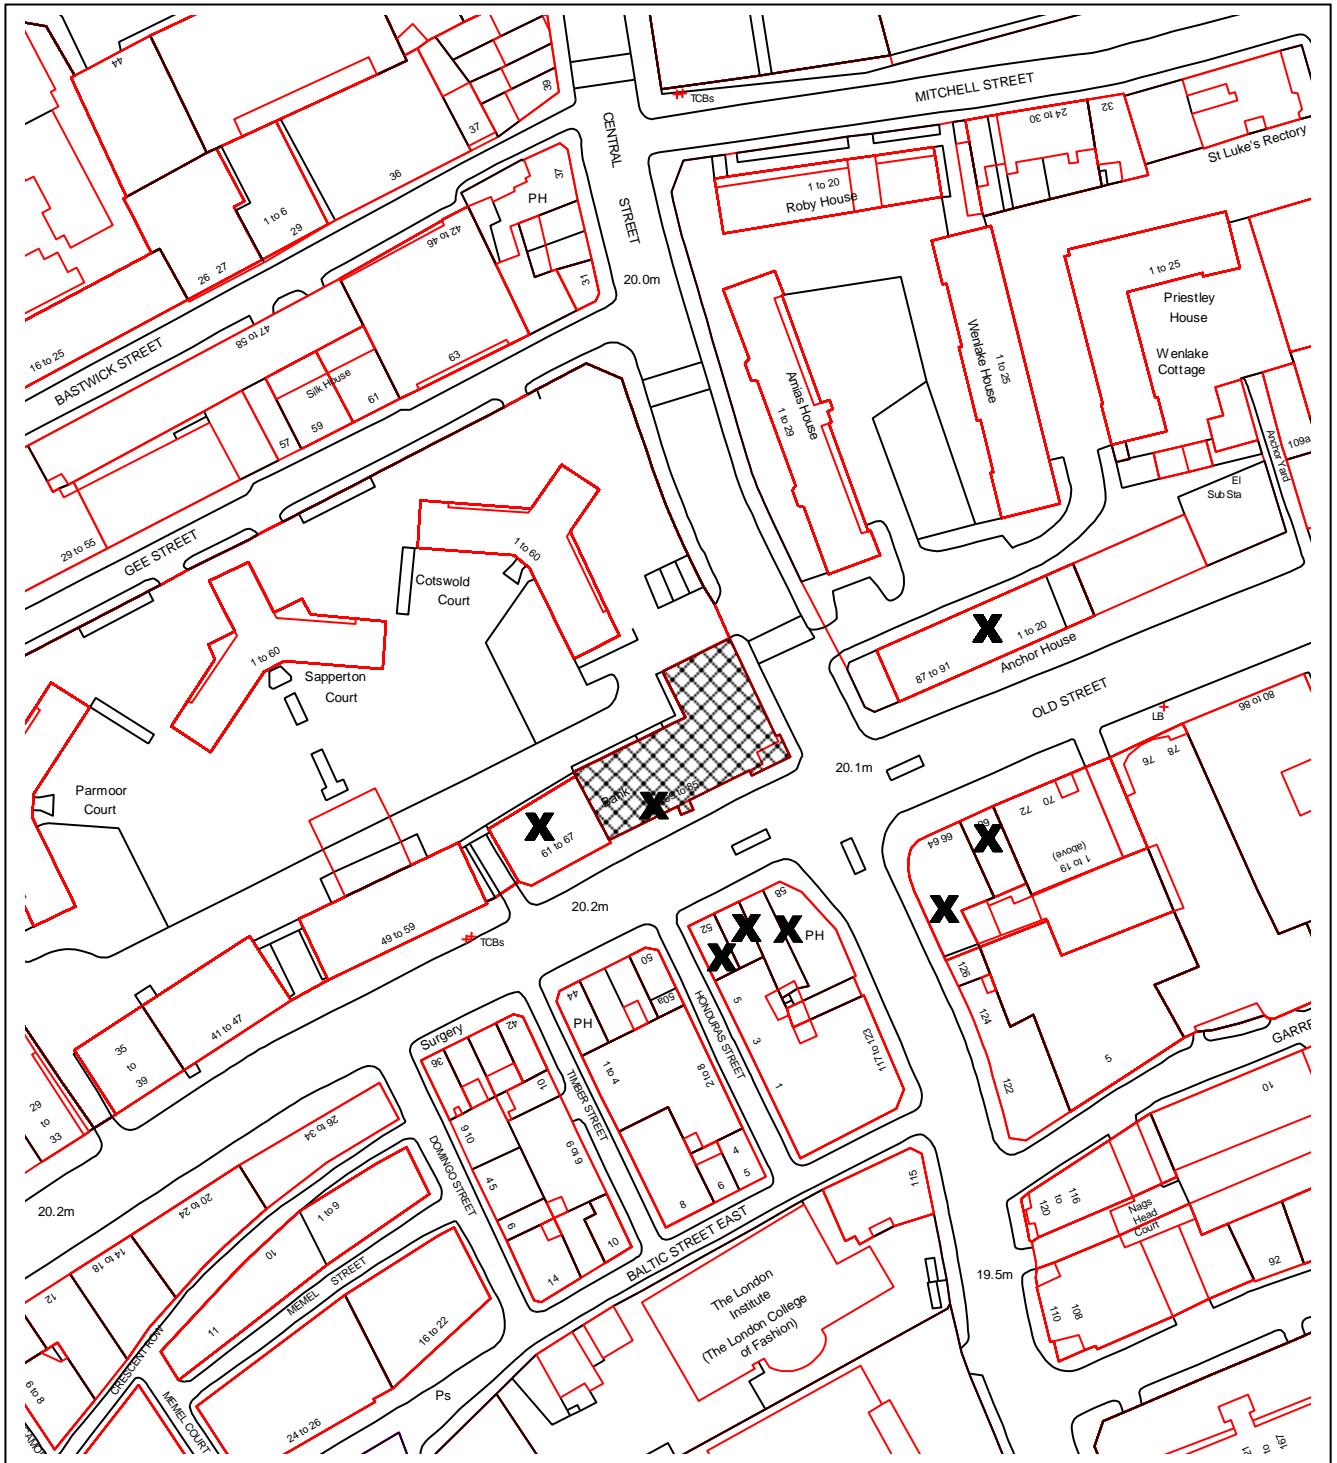 44
39
37
36
TCBs
CENTRAL
STREET
MITCHELL STREET
24 to 30
32
St Luke's Rectory
1 to 20
Roby House
37
PH
31
1 to 6
29
26 27
42 to 46
20.0m
1 to 25
Priestley
House
Wenlake
Cottage
16 to 25
BASTWICK STREET
47 to 58
63
Silk House
61
59
57
Wenlake House
1 to 25
Amias House
1 to 29
Anchor Yard
109a
El
Sub Sta
29 to 55
GEE STREET
1 to 60
Cotswold
Court
1 to 60
Sapperton
Court
X
1 to 20
87 to 91
Anchor House
OLD STREET
LB
80 to 86
78
76
20.1m
Parmoor
Court
Bank
X
X
61 to 67
72
70
68
X
66 64
1 to 19
(above)
X
20.2m
58
52
X
X
X
PH
49 to 59
TCBs
50
50a
44
PH
126
124
122
5
HONDURAS STREET
5
3
1
117 to 123
GARRE
41 to 47
35
to
39
Surgery
42
36
10
1 to 4
2 to 8
TIMBER STREET
29
to
33
26 to 34
DOMINGO STREET
9 10
6 to 9
4 5
6
14
10
4
5
6
8
115
10
116
to
120
Nags
Head
Court
92
20.2m
20 to 24
1 to 9
14 to 18
10
12
BALTIC STREET EAST
19.5m
MEMEL STREET
11
The London
Institute
(The London College
of Fashion)
16 to 22
110
108
6 to 8
CRESCENT ROW
MEMEL COURT
24 to 26
Ps
197
to